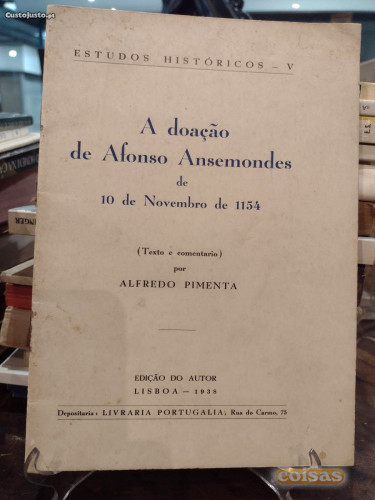 CustoJusto.pt
ESTUDOS HISTÓRICOS - V
A doação
de Afonso Ansemondes
de
10 de Novembro de 1154
(Texto e comentario)
por
ALFREDO PIMENTA
EDIÇÃO DO AUTOR
LISBOA — 1938
Depositaria: LIVRARIA PORTUGALIA; Rua do Carmo, 75
coisas